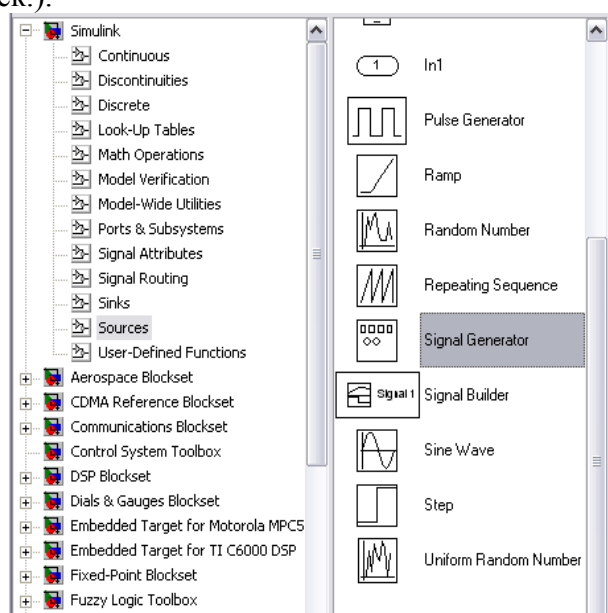 ck.).
Simulink
Continuous
Discontinuities
Discrete
Look-Up Tables
Math Operations
Model Verification
Model-Wide Utilities
Ports & Subsystems
Signal Attributes
Signal Routing
Sinks
Sources
User-Defined Functions
Aerospace Blockset
CDMA Reference Blockset
Communications Blockset
Control System Toolbox
DSP Blockset
Dials & Gauges Blockset
Embedded Target for Motorola MPC5
Embedded Target for TI C6000 DSP
Fixed-Point Blockset
Fuzzy Logic Toolbox
1 In1
Pulse Generator
Ramp
Random Number
Repeating Sequence
Signal Generator
Signal 1 Signal Builder
Sine Wave
Step
Uniform Random Number